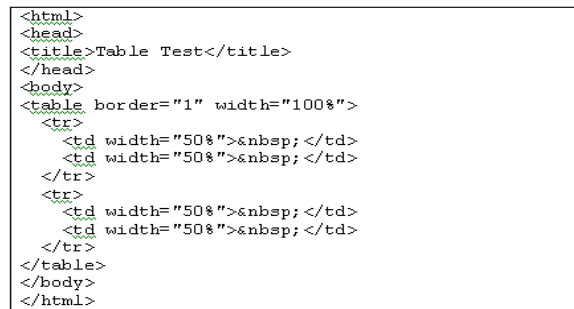 <html>
<head>
<title>Table Test</title>
</head>
<body>
<table border="1" width="100%">
  <tr>
    <td width="50%">&nbsp;</td>
    <td width="50%">&nbsp;</td>
  </tr>
  <tr>
    <td width="50%">&nbsp;</td>
    <td width="50%">&nbsp;</td>
  </tr>
</table>
</body>
</html>